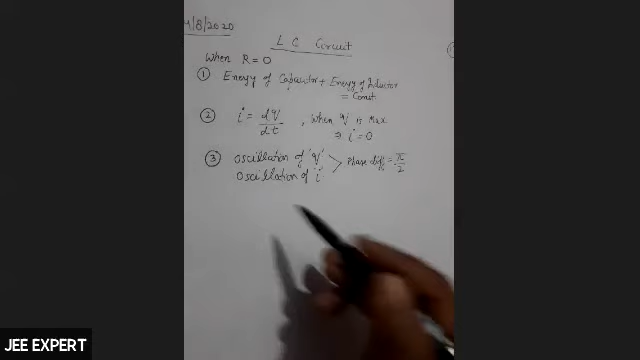 4/8/2020
L C Circuit
When R = 0
① Energy of Capacitor + Energy of Inductor
= Const.
② i = dq/dt , when 'q' is Max
⇒ i = 0
③ Oscillation of 'q'
Oscillation of i
> Phase diff = π/2
JEE EXPERT